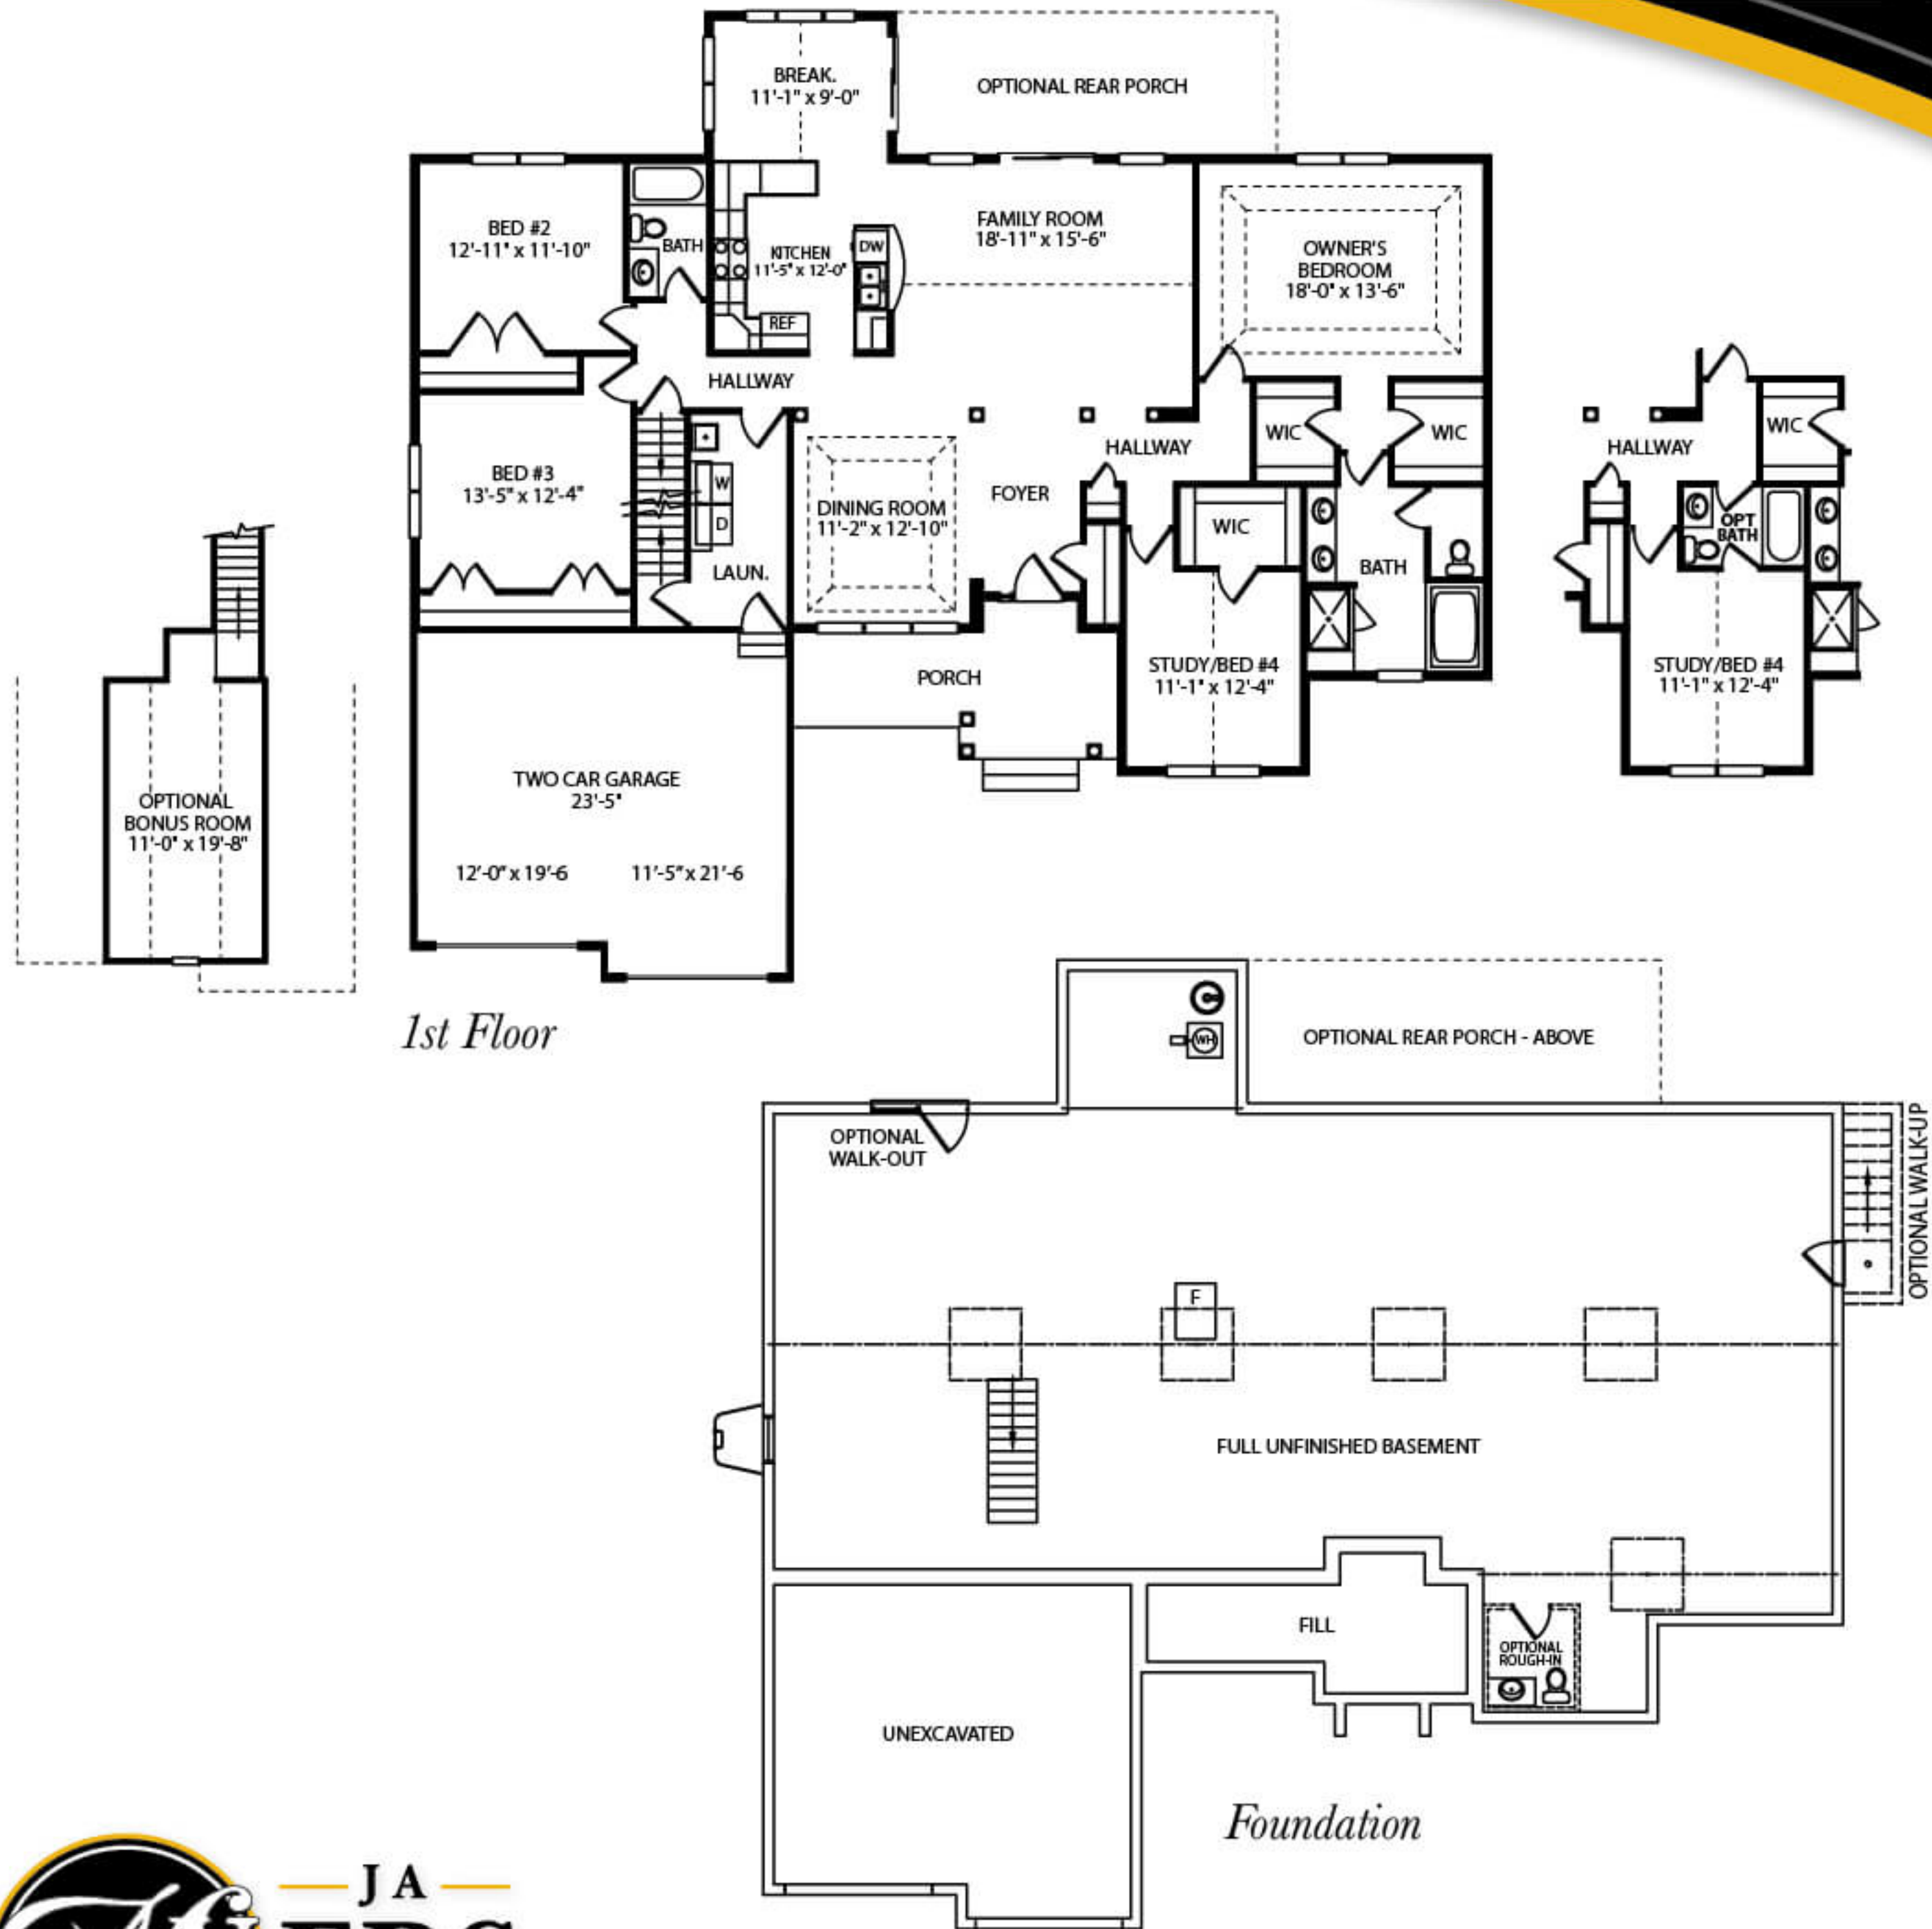 BREAK.
11'-1" x 9'-0"
OPTIONAL REAR PORCH
BED #2
12'-11" x 11'-10"
BATH
KITCHEN
11'-5" x 12'-0"
DW
REF
FAMILY ROOM
18'-11" x 15'-6"
OWNER'S
BEDROOM
18'-0" x 13'-6"
HALLWAY
BED #3
13'-5" x 12'-4"
W
D
LAUN.
DINING ROOM
11'-2" x 12'-10"
FOYER
HALLWAY
WIC
WIC
WIC
BATH
STUDY/BED #4
11'-1" x 12'-4"
PORCH
TWO CAR GARAGE
23'-5"
12'-0" x 19'-6
11'-5" x 21'-6
HALLWAY
WIC
OPT
BATH
STUDY/BED #4
11'-1" x 12'-4"
OPTIONAL
BONUS ROOM
11'-0" x 19'-8"
1st Floor
WH
OPTIONAL REAR PORCH - ABOVE
OPTIONAL
WALK-OUT
OPTIONAL WALK-UP
F
FULL UNFINISHED BASEMENT
FILL
OPTIONAL
ROUGH-IN
UNEXCAVATED
Foundation
JA